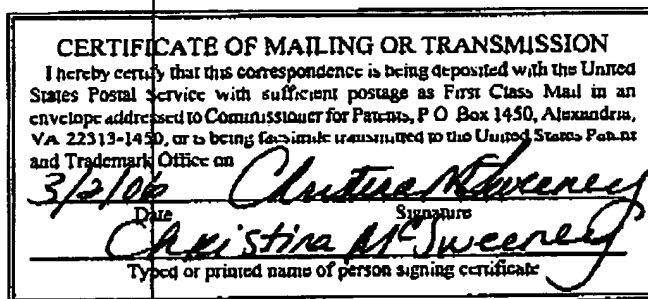 CERTIFICATE OF MAILING OR TRANSMISSION
I hereby certify that this correspondence is being deposited with the United
States Postal Service with sufficient postage as First Class Mail in an
envelope addressed to Commissioner for Patents, P O Box 1450, Alexandria,
VA 22313-1450, or is being facsimile transmitted to the United States Patent
and Trademark Office on
3/2/06 Christina McSweeney
Date Signature
Christina McSweeney
Typed or printed name of person signing certificate